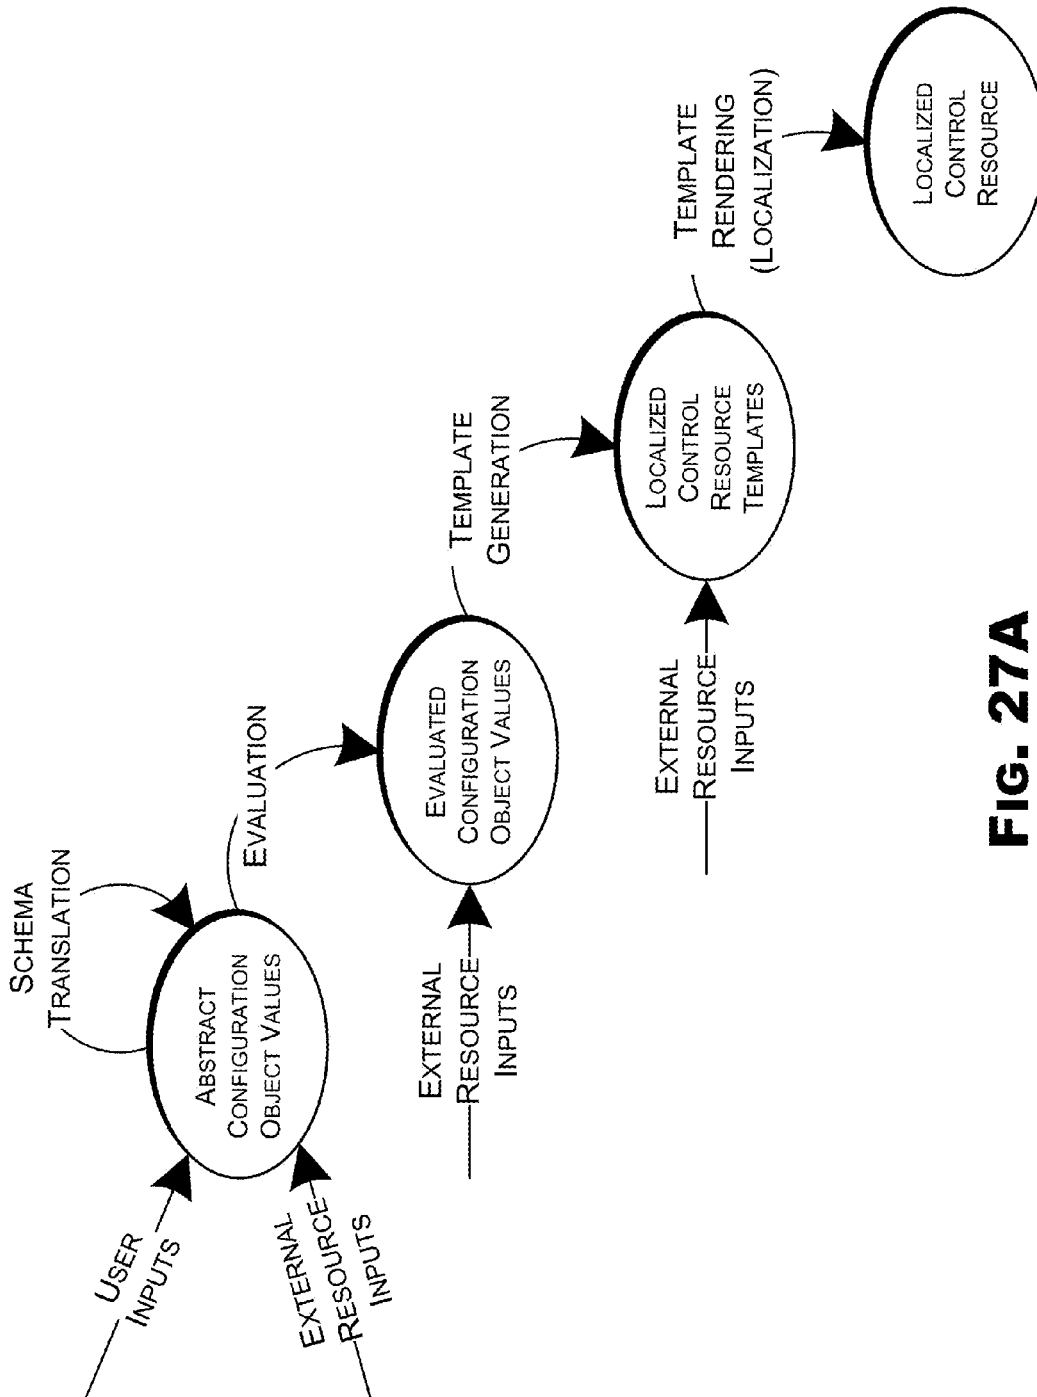 USER
INPUTS
EXTERNAL
RESOURCE
INPUTS
SCHEMA
TRANSLATION
ABSTRACT
CONFIGURATION
OBJECT VALUES
EVALUATION
EXTERNAL
RESOURCE
INPUTS
EVALUATED
CONFIGURATION
OBJECT VALUES
TEMPLATE
GENERATION
EXTERNAL
RESOURCE
INPUTS
LOCALIZED
CONTROL
RESOURCE
TEMPLATES
TEMPLATE
RENDERING
(LOCALIZATION)
LOCALIZED
CONTROL
RESOURCE
FIG. 27A